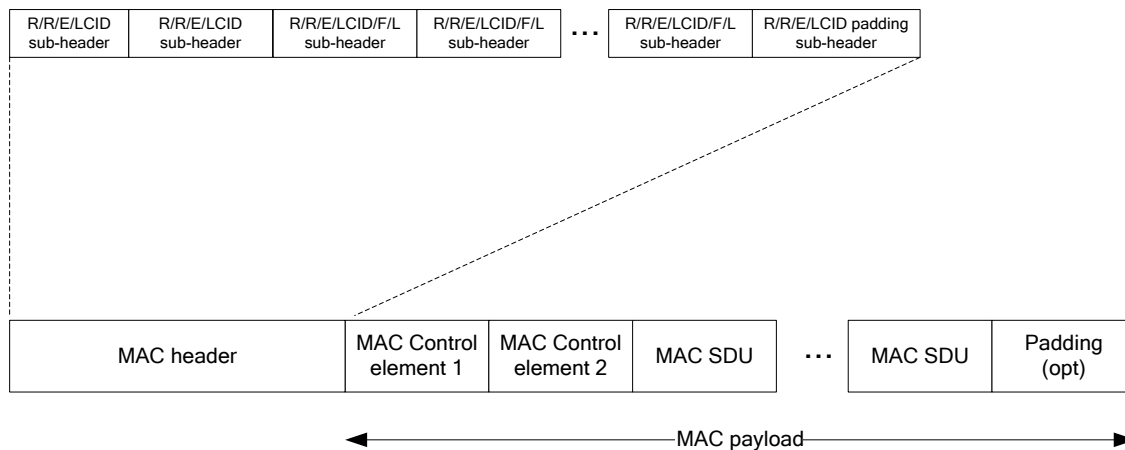 R/R/E/LCID
sub-header
R/R/E/LCID
sub-header
R/R/E/LCID/F/L
sub-header
R/R/E/LCID/F/L
sub-header
...
R/R/E/LCID/F/L
sub-header
R/R/E/LCID padding
sub-header
MAC header
MAC Control
element 1
MAC Control
element 2
MAC SDU
...
MAC SDU
Padding
(opt)
MAC payload